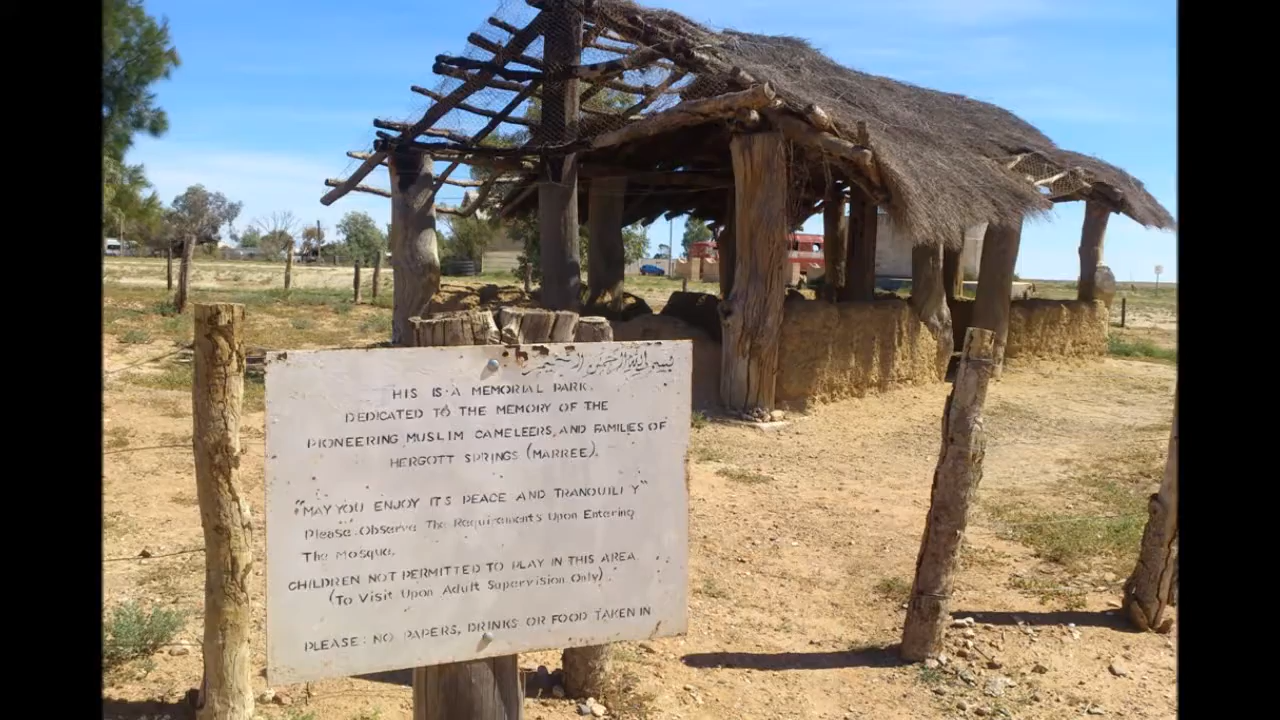 بسم الله الرحمن الرحيم
HIS IS A MEMORIAL PARK.
DEDICATED TO THE MEMORY OF THE
PIONEERING MUSLIM CAMELEERS, AND FAMILIES OF
HERGOTT SPRINGS (MARREE).
"MAY YOU ENJOY ITS PEACE AND TRANQUILI Y"
Please Observe The Requirements Upon Entering
The Mosque.
CHILDREN NOT PERMITTED TO PLAY IN THIS AREA
(To Visit Upon Adult Supervision Only)
PLEASE: NO PAPERS, DRINKS OR FOOD TAKEN IN